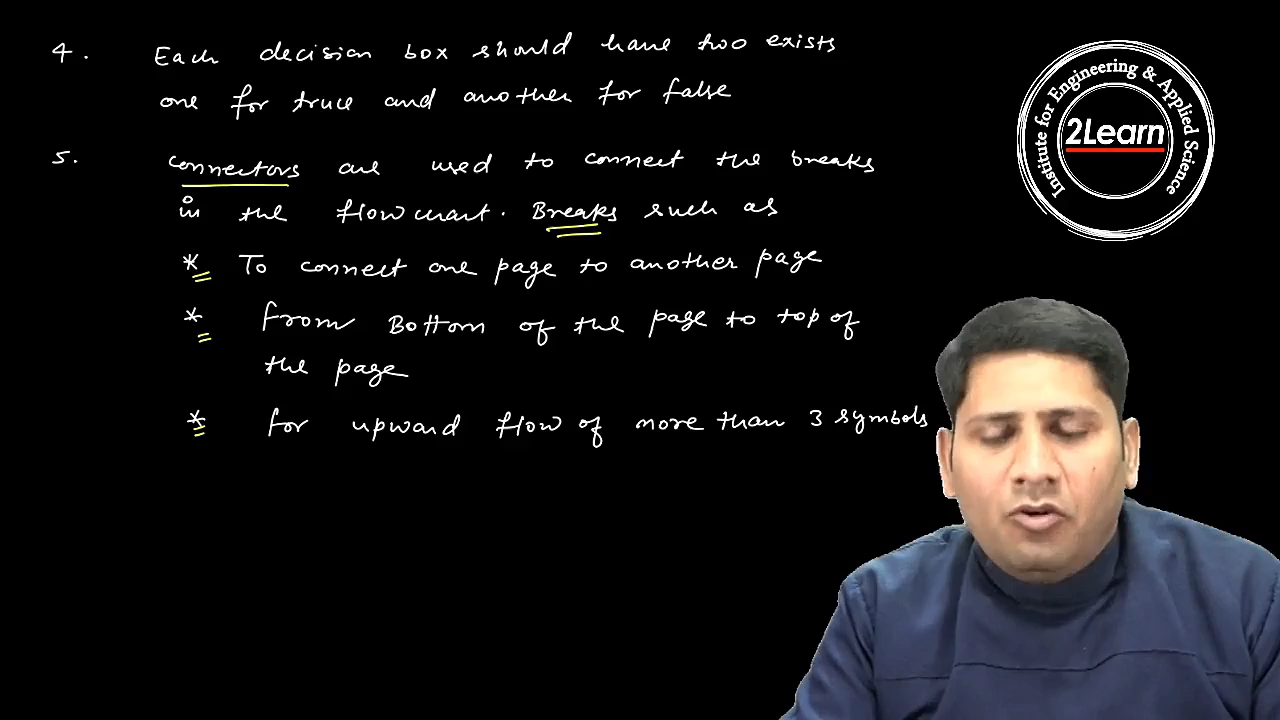 4. Each decision box should have two exists
one for truce and another for false
5. connectors are used to connect the breaks
in the flowchart. Breaks such as
* To connect one page to another page
* from Bottom of the page to top of
the page
* for upward flow of more than 3 symbols
Institute for Engineering & Applied Science
2Learn